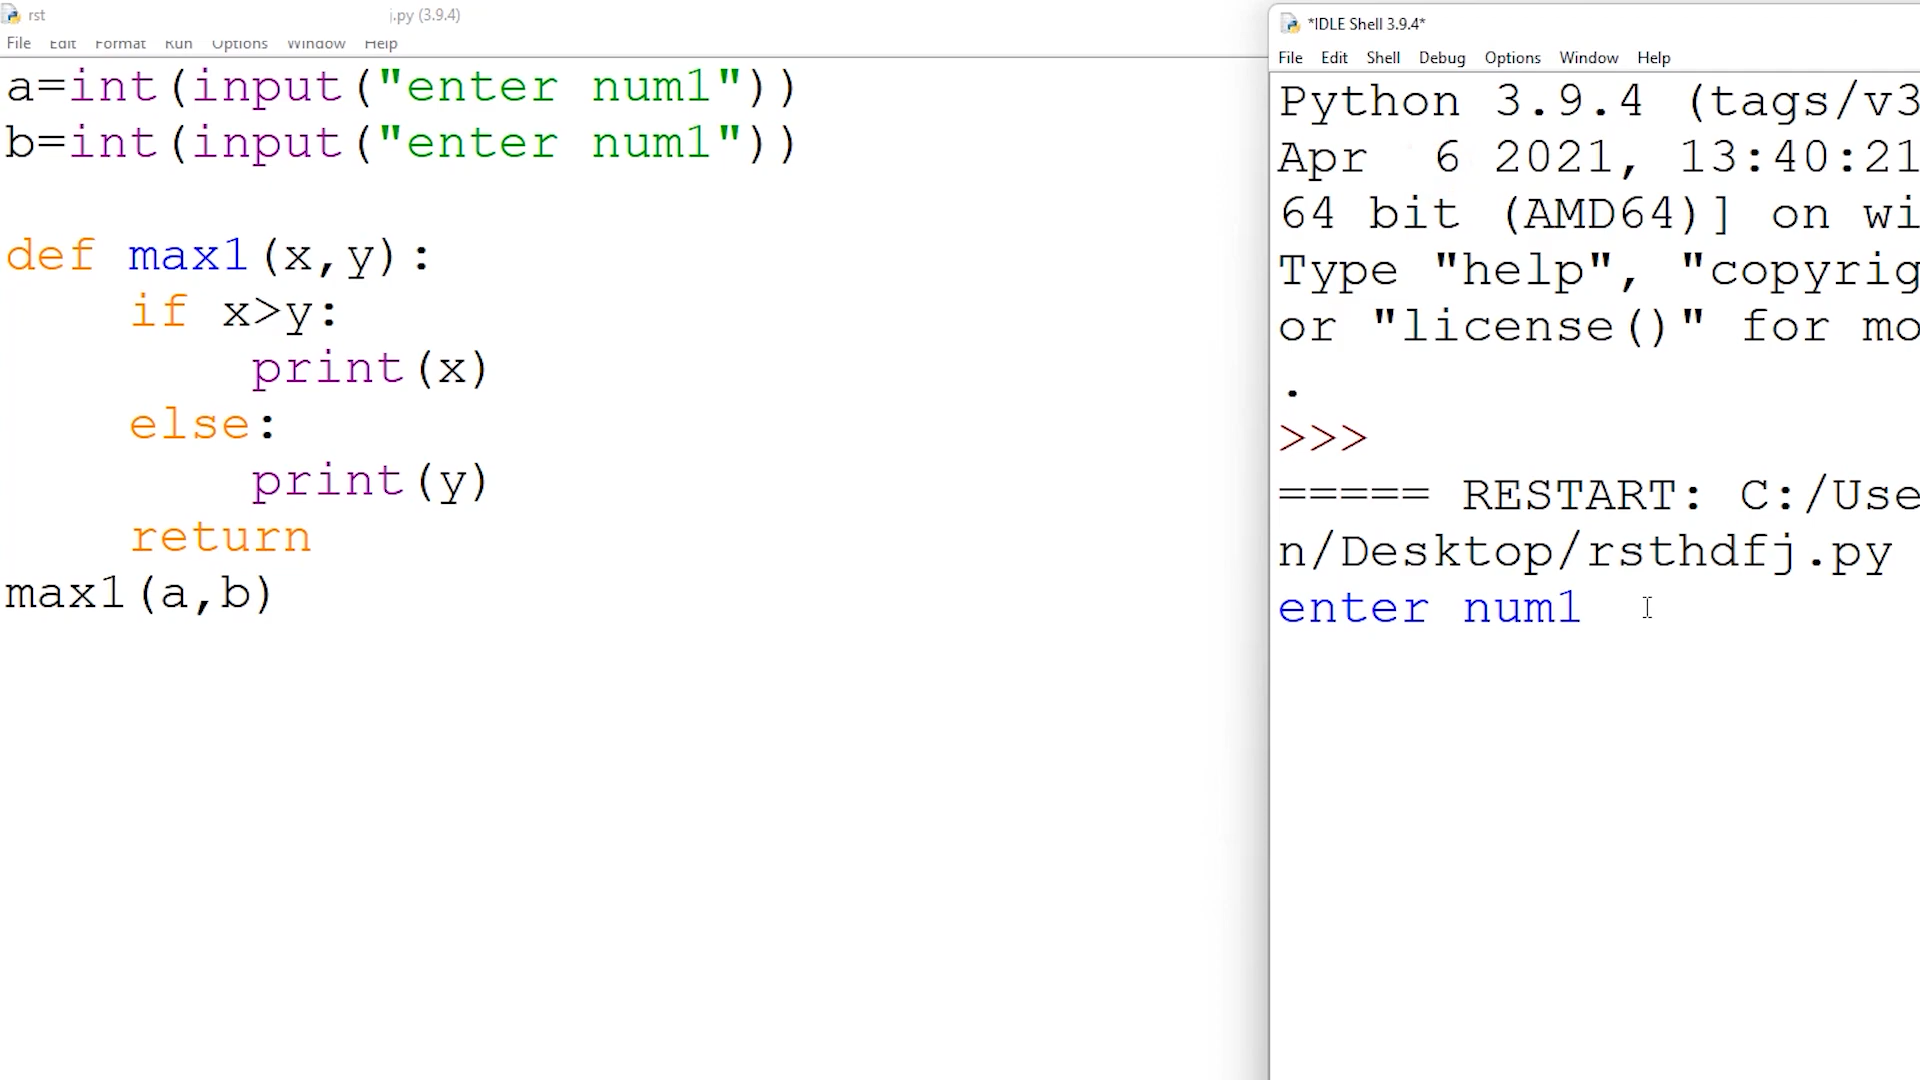 rst j.py (3.9.4)
File Edit Format Run Options Window Help
a=int(input("enter num1"))
b=int(input("enter num1"))
def max1(x,y):
if x>y:
print(x)
else:
print(y)
return
max1(a,b)
*IDLE Shell 3.9.4*
File Edit Shell Debug Options Window Help
Python 3.9.4 (tags/v3
Apr 6 2021, 13:40:21
64 bit (AMD64)] on wi
Type "help", "copyrig
or "license()" for mo
.
>>>
===== RESTART: C:/Use
n/Desktop/rsthdfj.py
enter num1